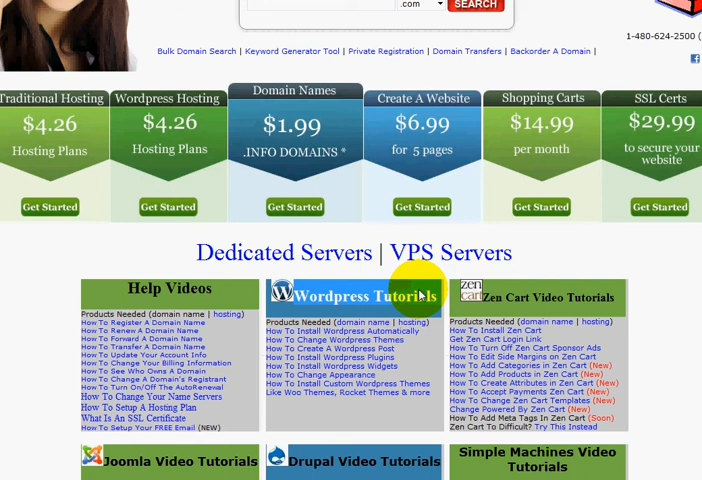 .com
SEARCH
1-480-624-2500 (
Bulk Domain Search | Keyword Generator Tool | Private Registration | Domain Transfers | Backorder A Domain |
Traditional Hosting
$4.26
Hosting Plans
Get Started
Wordpress Hosting
$4.26
Hosting Plans
Get Started
Domain Names
$1.99
.INFO DOMAINS *
Get Started
Create A Website
$6.99
for 5 pages
Get Started
Shopping Carts
$14.99
per month
Get Started
SSL Certs
$29.99
to secure your
website
Get Started
Dedicated Servers | VPS Servers
Help Videos
Products Needed (domain name | hosting)
How To Register A Domain Name
How To Renew A Domain Name
How To Forward A Domain Name
How To Transfer A Domain Name
How To Update Your Account Info
How To Change Your Billing Information
How To See Who Owns A Domain
How To Change A Domain's Registrant
How To Turn On/Off The AutoRenewal
How To Change Your Name Servers
How To Setup A Hosting Plan
What Is An SSL Certificate
How To Setup Your FREE Email (NEW)
Wordpress Tutorials
Products Needed (domain name | hosting)
How To Install Wordpress Automatically
How To Change Wordpress Themes
How To Create A Wordpress Post
How To Install Wordpress Plugins
How To Install Wordpress Widgets
How To Change Appearance
How To Install Custom Wordpress Themes
Like Woo Themes, Rocket Themes & more
zen
cart
Zen Cart Video Tutorials
Products Needed (domain name | hosting)
How To Install Zen Cart
Get Zen Cart Login Link
How To Turn Off Zen Cart Sponsor Ads
How To Edit Side Margins on Zen Cart
How To Add Categories in Zen Cart (New)
How To Add Products in Zen Cart (New)
How To Create Attributes in Zen Cart (New)
How To Accept Payments Zen Cart (New)
How To Change Zen Cart Templates (New)
Change Powered By Zen Cart (New)
How To Add Meta Tags In Zen Cart (Soon)
Zen Cart To Difficult? Try This Instead
Joomla Video Tutorials
Drupal Video Tutorials
Simple Machines Video
Tutorials